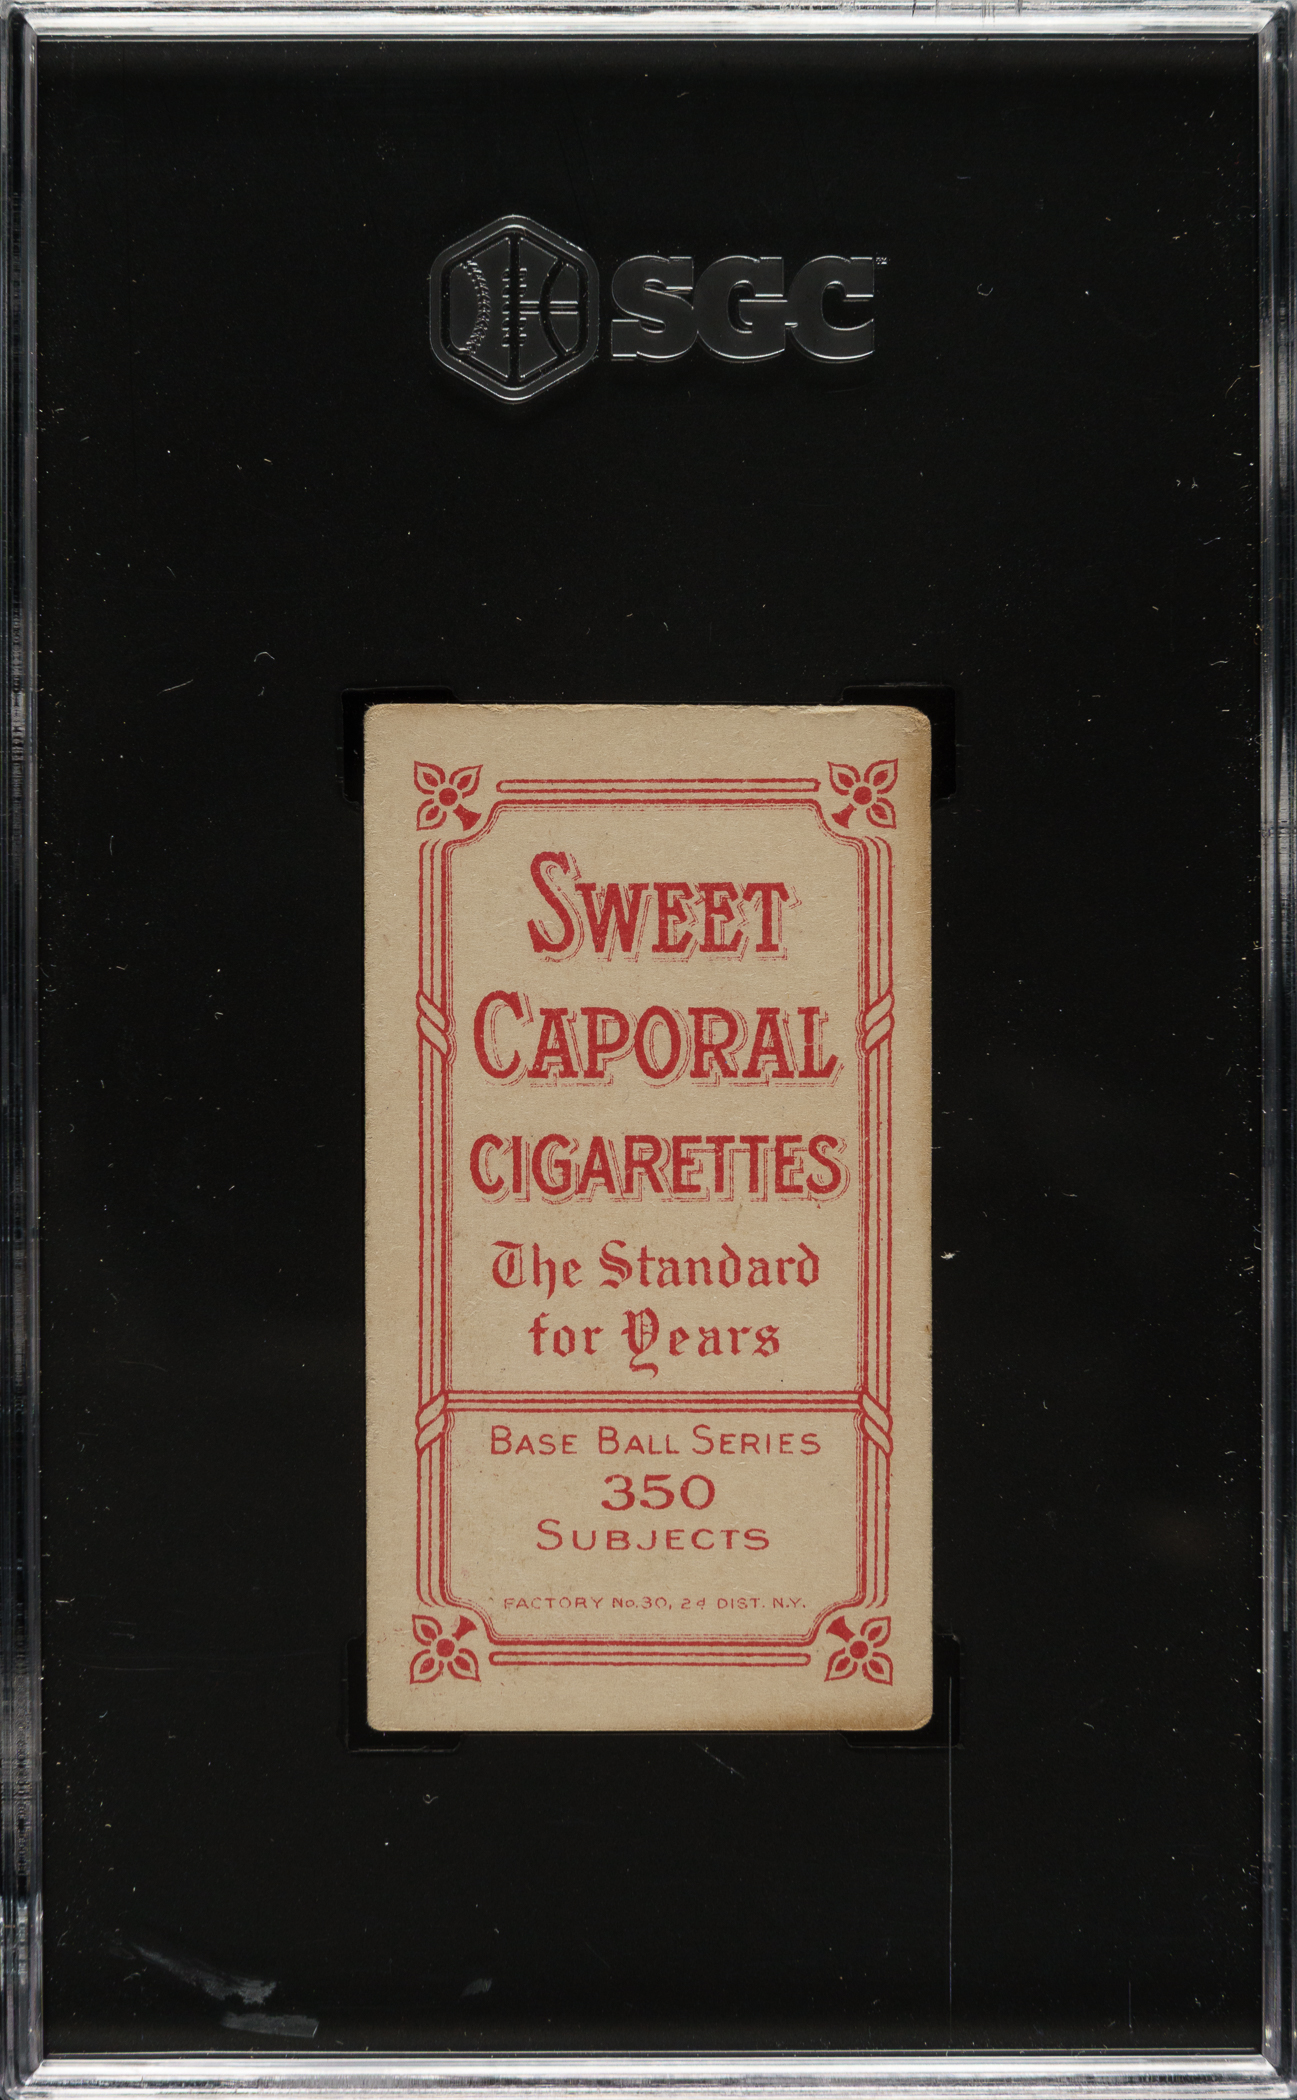 SGC
SWEET
CAPORAL
CIGARETTES
The Standard
for Years
BASE BALL SERIES
350
SUBJECTS
FACTORY No. 30, 2d DIST. N.Y.